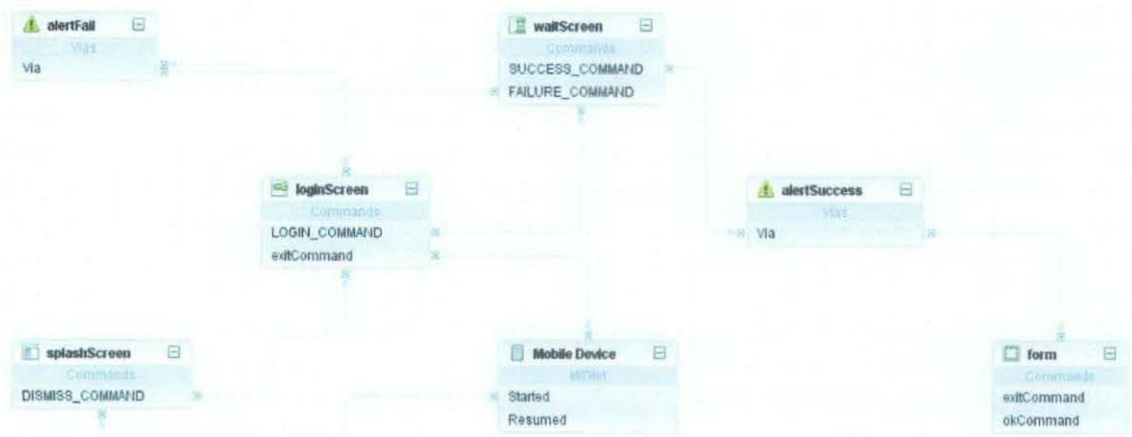 alertFail
Vias
Via
waitScreen
Commands
SUCCESS_COMMAND
FAILURE_COMMAND
loginScreen
Commands
LOGIN_COMMAND
exitCommand
alertSuccess
Vias
Via
splashScreen
Commands
DISMISS_COMMAND
Mobile Device
MIDlet
Started
Resumed
form
Commands
exitCommand
okCommand